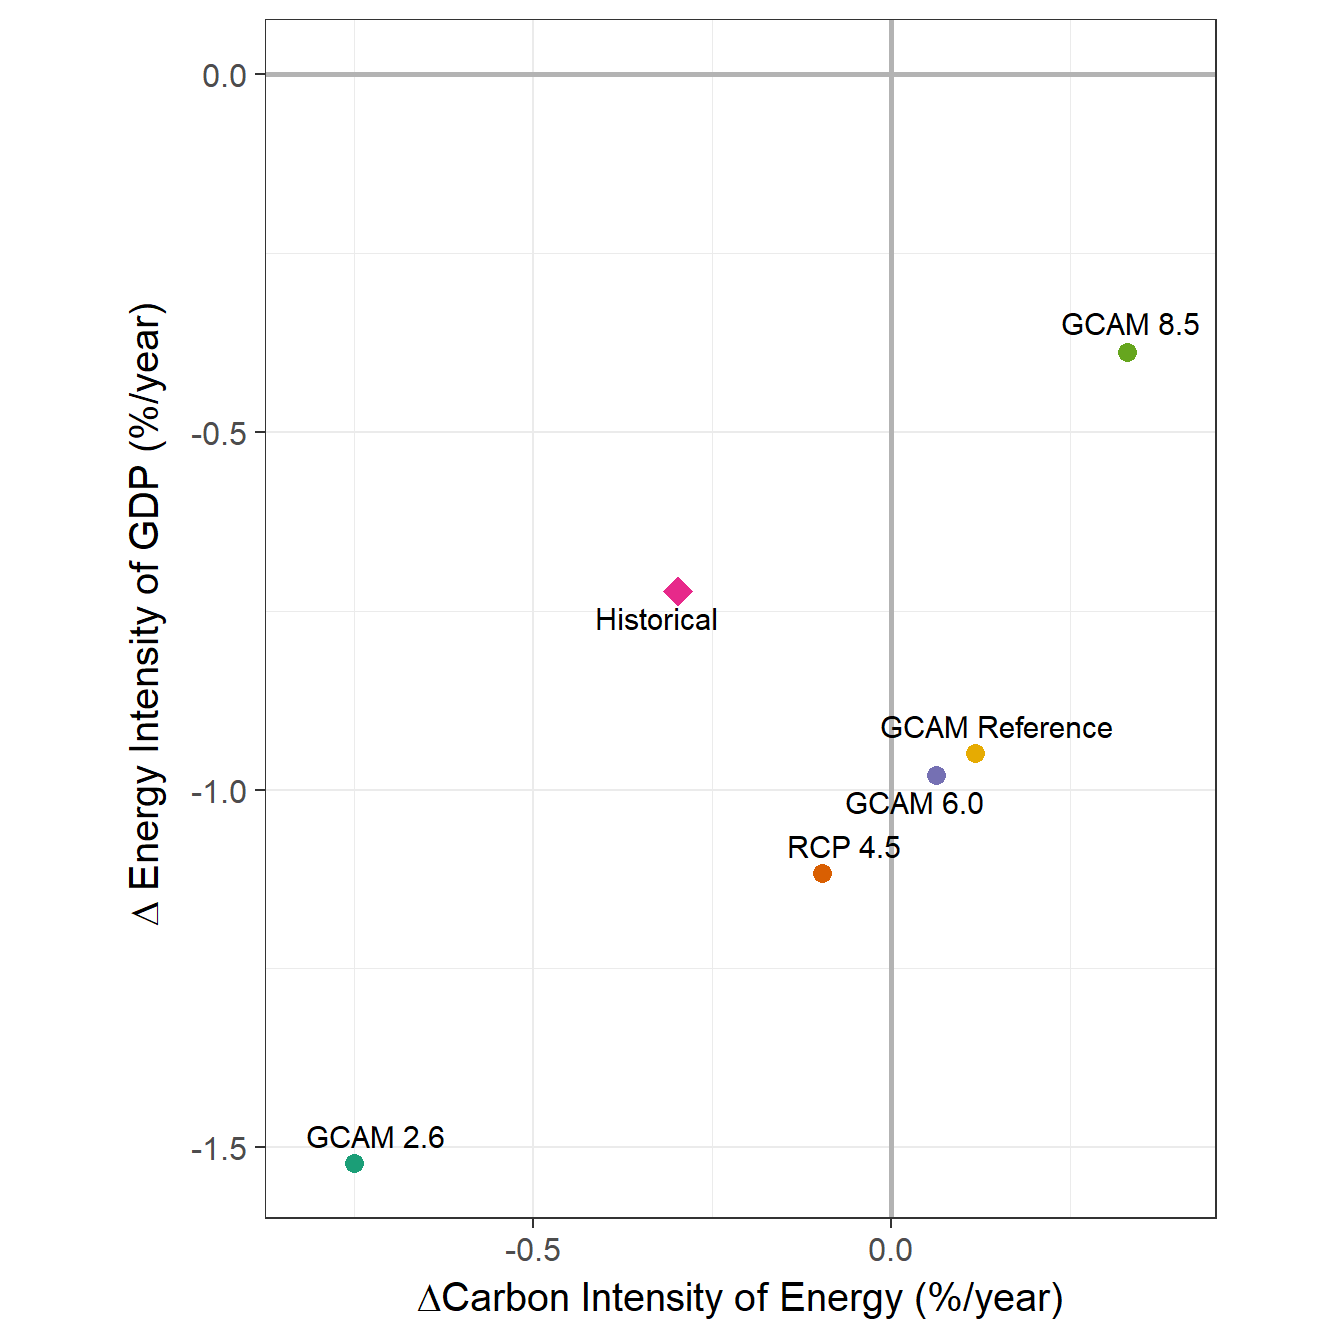 0.0
GCAM 8.5
Δ Energy Intensity of GDP (%/year)
-0.5
Historical
GCAM Reference
-1.0
GCAM 6.0
RCP 4.5
GCAM 2.6
-1.5
-0.5
0.0
ΔCarbon Intensity of Energy (%/year)